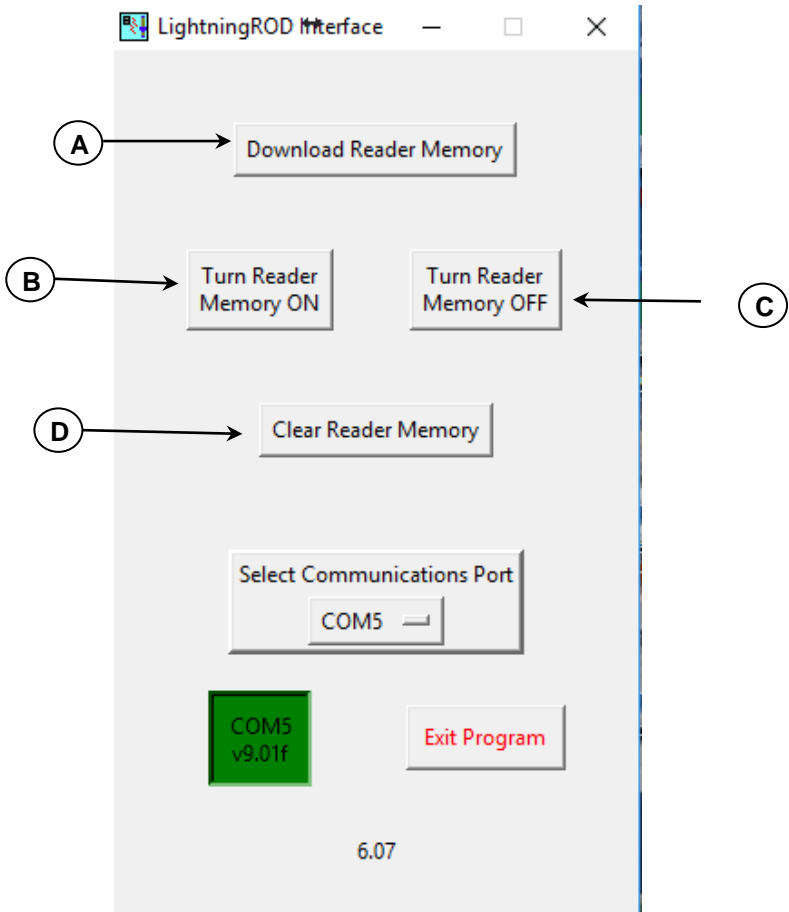 LightningROD Interface
A
Download Reader Memory
B
Turn Reader
Memory ON
Turn Reader
Memory OFF
C
D
Clear Reader Memory
Select Communications Port
COM5
COM5
v9.01f
Exit Program
6.07